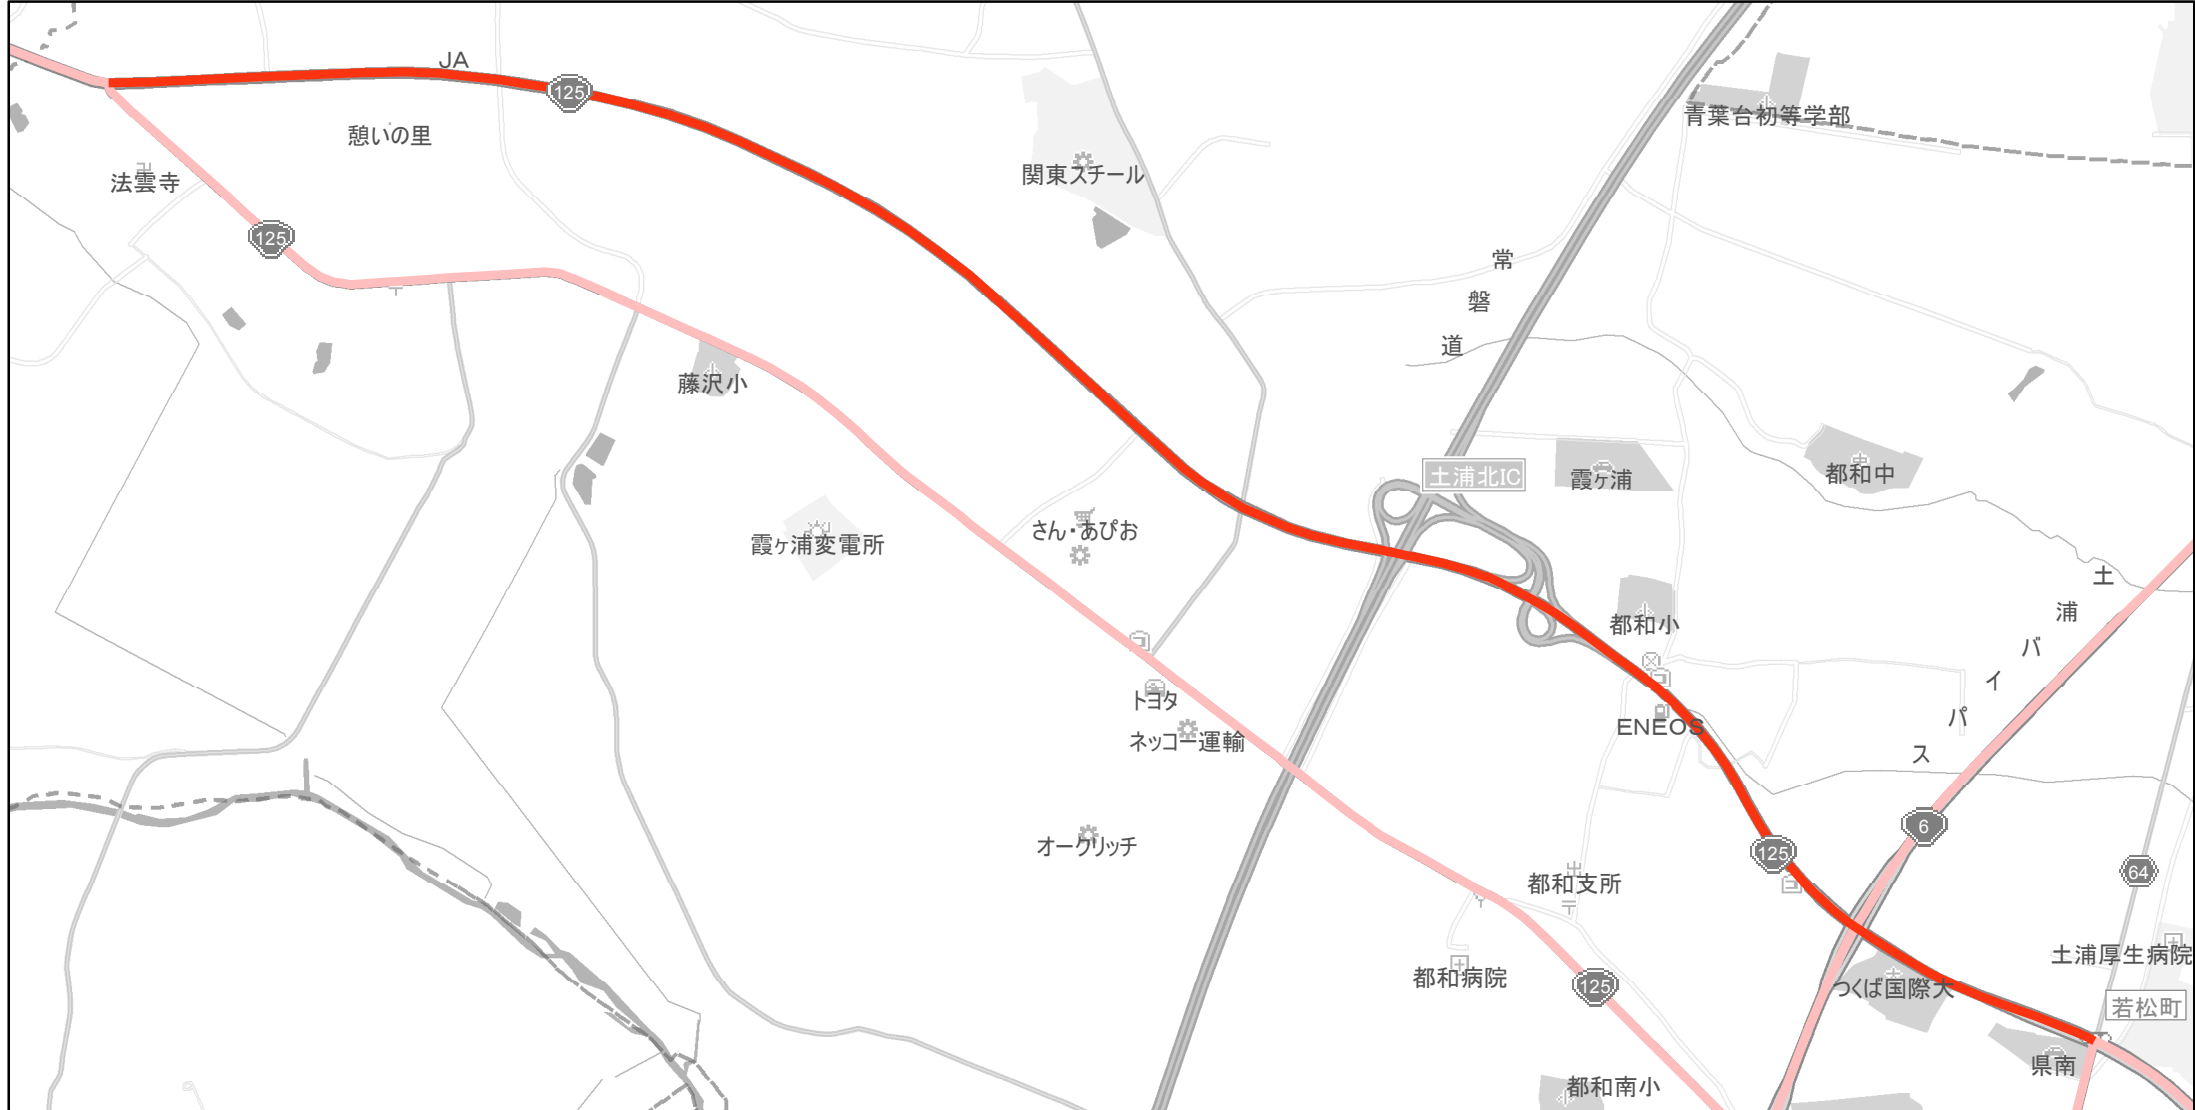 JA
125
憩いの里
法雲寺
125
関東スチール
青葉台初等学部
常
磐
道
藤沢小
土浦北IC
霞ヶ浦
都和中
霞ヶ浦変電所
さん・あぴお
都和小
土
浦
バ
イ
パ
ス
トヨタ
ネッコー運輸
ENEOS
オークリッチ
6
125
64
都和支所
都和病院
125
土浦厚生病院
つくば国際大
若松町
県南
都和南小